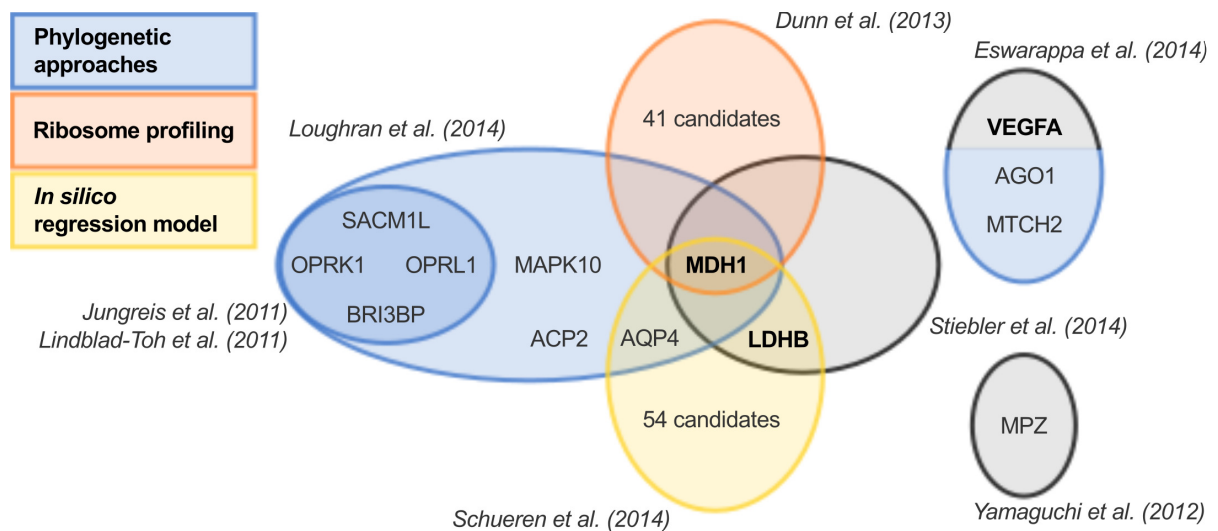 Phylogenetic
approaches
Ribosome profiling
In silico
regression model
Dunn et al. (2013)
Eswarappa et al. (2014)
Loughran et al. (2014)
41 candidates
VEGFA
AGO1
MTCH2
SACM1L
OPRK1
OPRL1
BRI3BP
MAPK10
MDH1
ACP2
AQP4
LDHB
Jungreis et al. (2011)
Lindblad-Toh et al. (2011)
Stiebler et al. (2014)
54 candidates
MPZ
Schueren et al. (2014)
Yamaguchi et al. (2012)